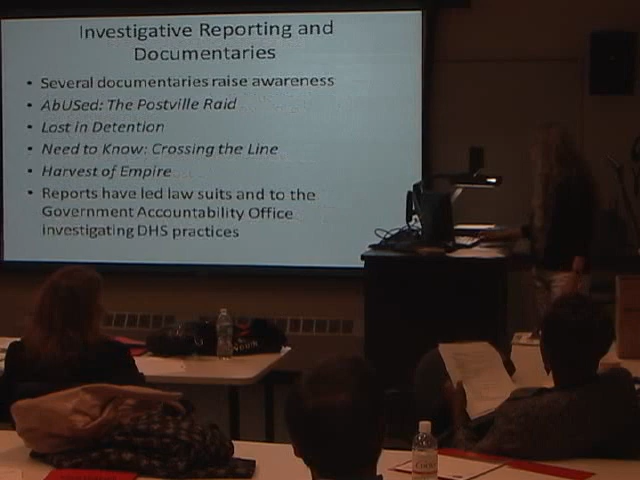 Investigative Reporting and
Documentaries
• Several documentaries raise awareness
• AbUSed: The Postville Raid
• Lost in Detention
• Need to Know: Crossing the Line
• Harvest of Empire
• Reports have led law suits and to the
Government Accountability Office
investigating DHS practices